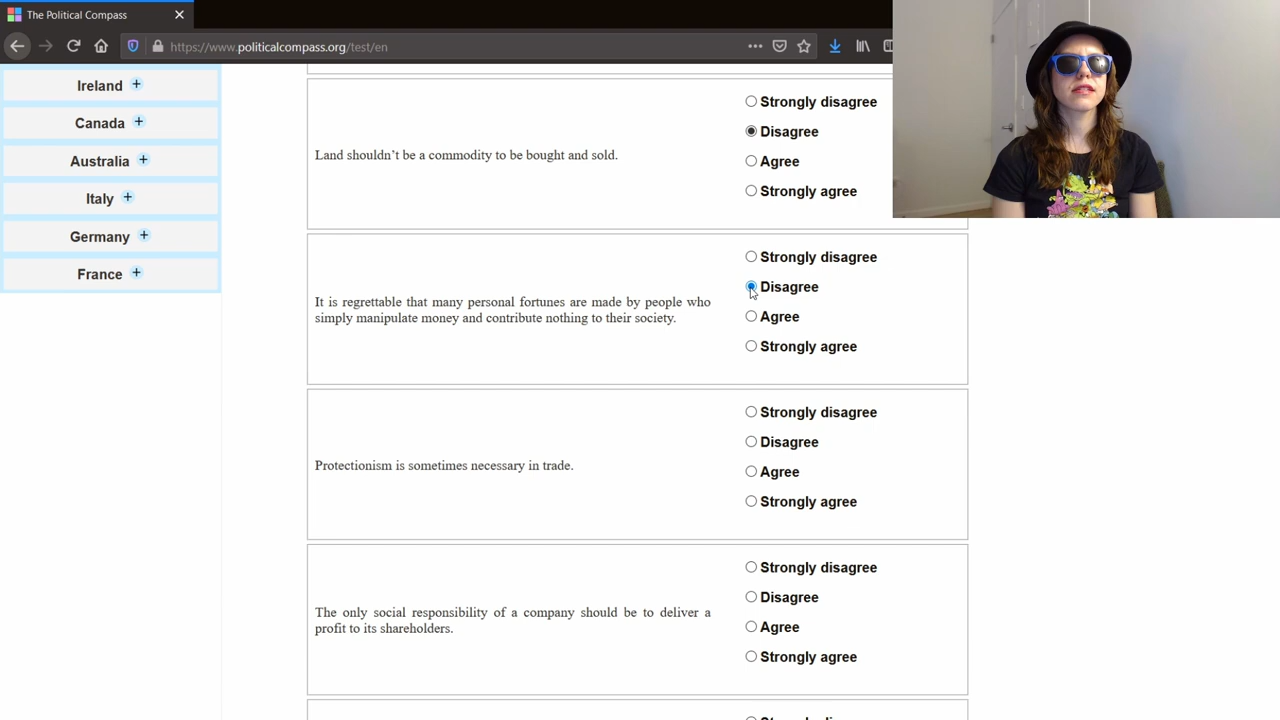 The Political Compass
https://www.politicalcompass.org/test/en
Ireland +
Canada +
Australia +
Italy +
Germany +
France +
Land shouldn’t be a commodity to be bought and sold.
Strongly disagree
Disagree
Agree
Strongly agree
It is regrettable that many personal fortunes are made by people who
simply manipulate money and contribute nothing to their society.
Strongly disagree
Disagree
Agree
Strongly agree
Protectionism is sometimes necessary in trade.
Strongly disagree
Disagree
Agree
Strongly agree
The only social responsibility of a company should be to deliver a
profit to its shareholders.
Strongly disagree
Disagree
Agree
Strongly agree